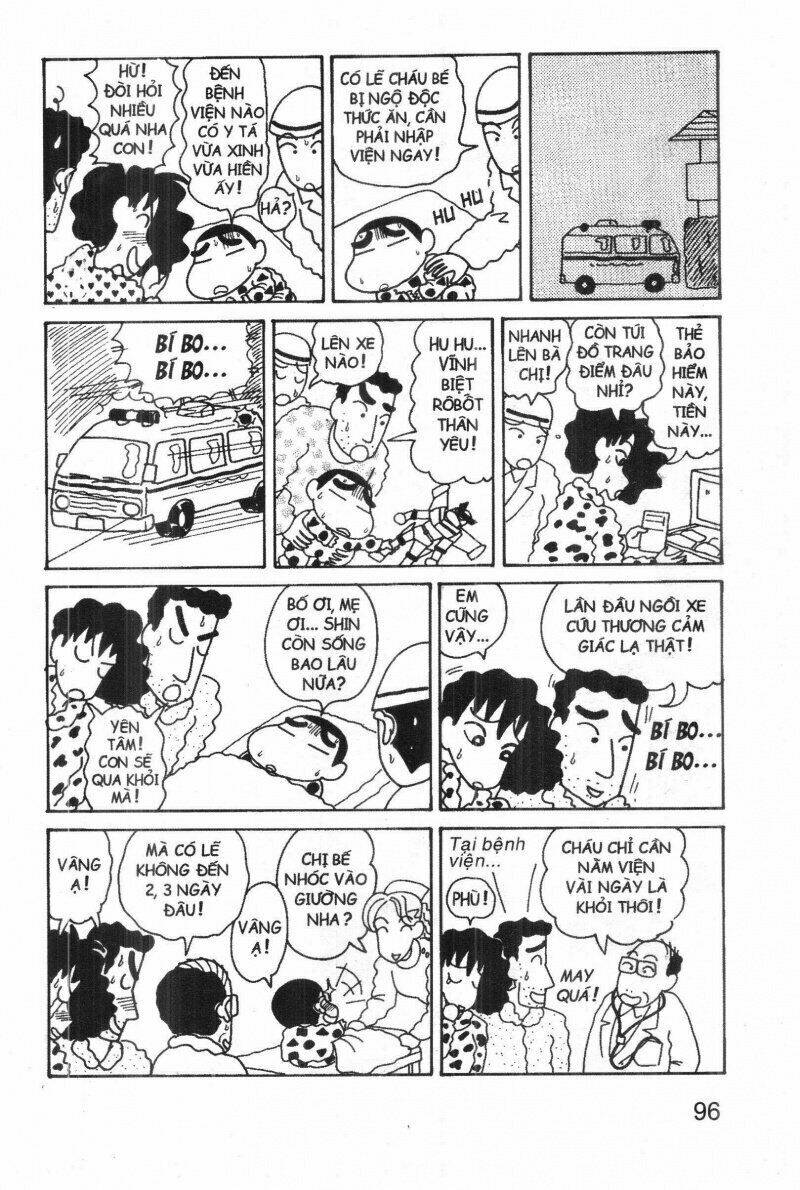 CÓ LẼ CHÁU BÉ
BỊ NGỘ ĐỘC
THỨC ĂN, CẦN
PHẢI NHẬP
VIỆN NGAY!
HU HU
ĐẾN
BỆNH
VIỆN NÀO
CÓ Y TÁ
VỪA XINH
VỪA HIỀN
ẤY!
HẢ?
HỪ!
ĐÒI HỎI
NHIỀU
QUÁ NHA
CON!
THẺ
BẢO
HIỂM
NÀY,
TIỀN
NÀY...
CÒN TÚI
ĐỒ TRANG
ĐIỂM ĐÂU
NHỈ?
NHANH
LÊN BÀ
CHỊ!
HU HU...
VĨNH
BIỆT
RÔBÔT
THÂN
YÊU!
LÊN XE
NÀO!
BÍ BO...
BÍ BO...
LẦN ĐẦU NGỒI XE
CỨU THƯƠNG CẢM
GIÁC LẠ THẬT!
EM
CŨNG
VẬY...
BÍ BO...
BÍ BO...
BỐ ƠI, MẸ
ƠI... SHIN
CÒN SỐNG
BAO LÂU
NỮA?
YÊN
TÂM!
CON SẼ
QUA KHỎI
MÀ!
Tại bệnh
viện...
CHÁU CHỈ CẦN
NẰM VIỆN
VÀI NGÀY LÀ
KHỎI THÔI!
PHÙ!
MAY
QUÁ!
CHỊ BẾ
NHÓC VÀO
GIƯỜNG
NHA?
VÂNG
Ạ!
MÀ CÓ LẼ
KHÔNG ĐẾN
2, 3 NGÀY
ĐÂU!
VÂNG
Ạ!
96